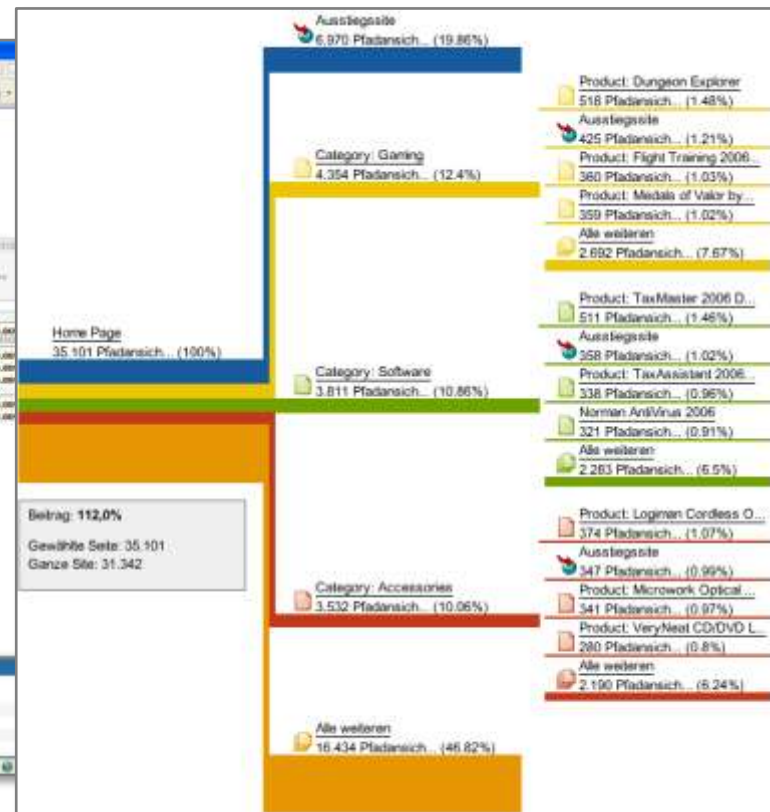 Ausstiegssite
6.970 Pfadansich... (19.86%)
Product: Dungeon Explorer
518 Pfadansich... (1.48%)
Ausstiegssite
425 Pfadansich... (1.21%)
Category: Gaming
4.354 Pfadansich... (12.4%)
Product: Flight Training 2006...
360 Pfadansich... (1.03%)
Product: Medals of Valor by...
359 Pfadansich... (1.02%)
Alle weiteren
2.692 Pfadansich... (7.67%)
Home Page
35.101 Pfadansich... (100%)
Product: TaxMaster 2006 D...
511 Pfadansich... (1.46%)
Ausstiegssite
358 Pfadansich... (1.02%)
Category: Software
3.811 Pfadansich... (10.86%)
Product: TaxAssistant 2006...
338 Pfadansich... (0.96%)
Norman AntiVirus 2006
321 Pfadansich... (0.91%)
Alle weiteren
2.283 Pfadansich... (6.5%)
Beitrag: 112,0%
Gewählte Seite: 35.101
Ganze Site: 31.342
Product: Logiman Cordless O...
374 Pfadansich... (1.07%)
Ausstiegssite
347 Pfadansich... (0.99%)
Category: Accessories
3.532 Pfadansich... (10.06%)
Product: Microwork Optical ...
341 Pfadansich... (0.97%)
Product: VeryNeat CD/DVD L...
280 Pfadansich... (0.8%)
Alle weiteren
2.190 Pfadansich... (6.24%)
Alle weiteren
16.434 Pfadansich... (46.82%)